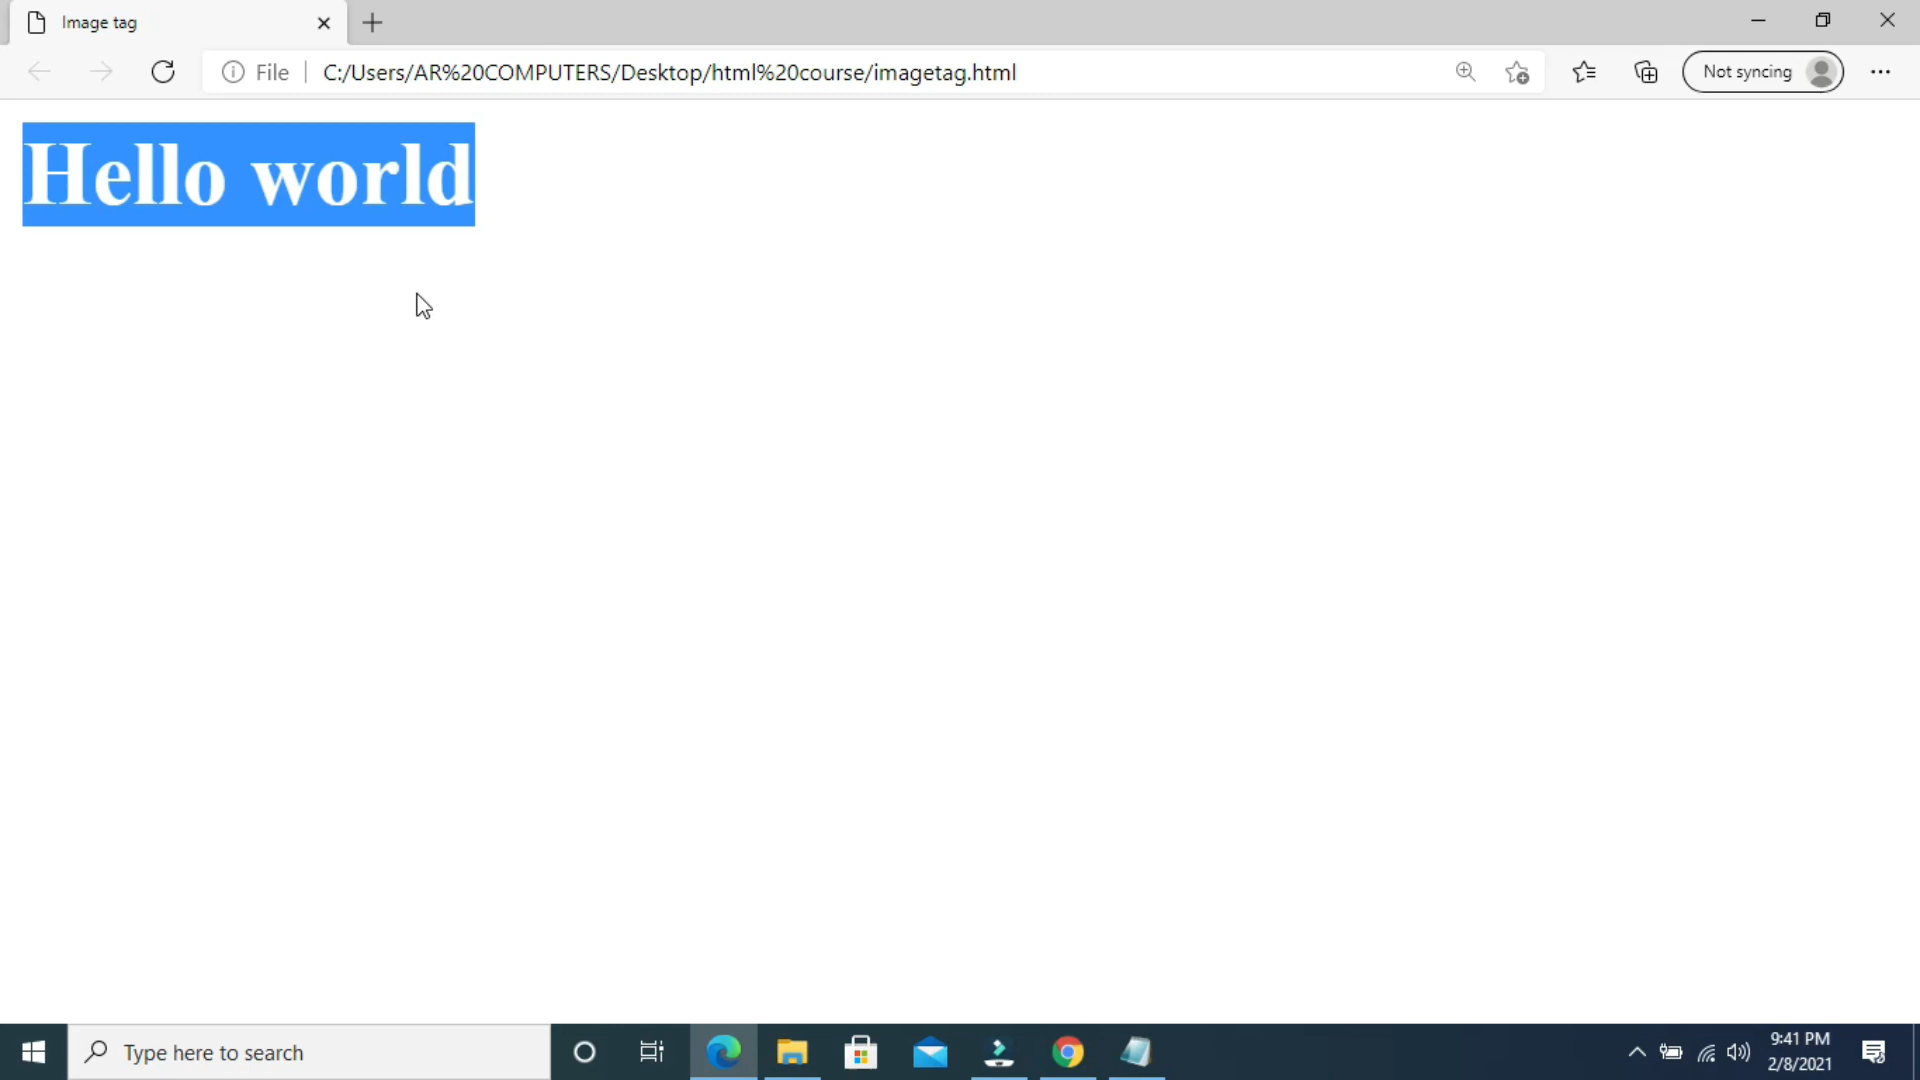 Image tag
File
C:/Users/AR%20COMPUTERS/Desktop/html%20course/imagetag.html
Not syncing
Hello world
Type here to search
9:41 PM
2/8/2021